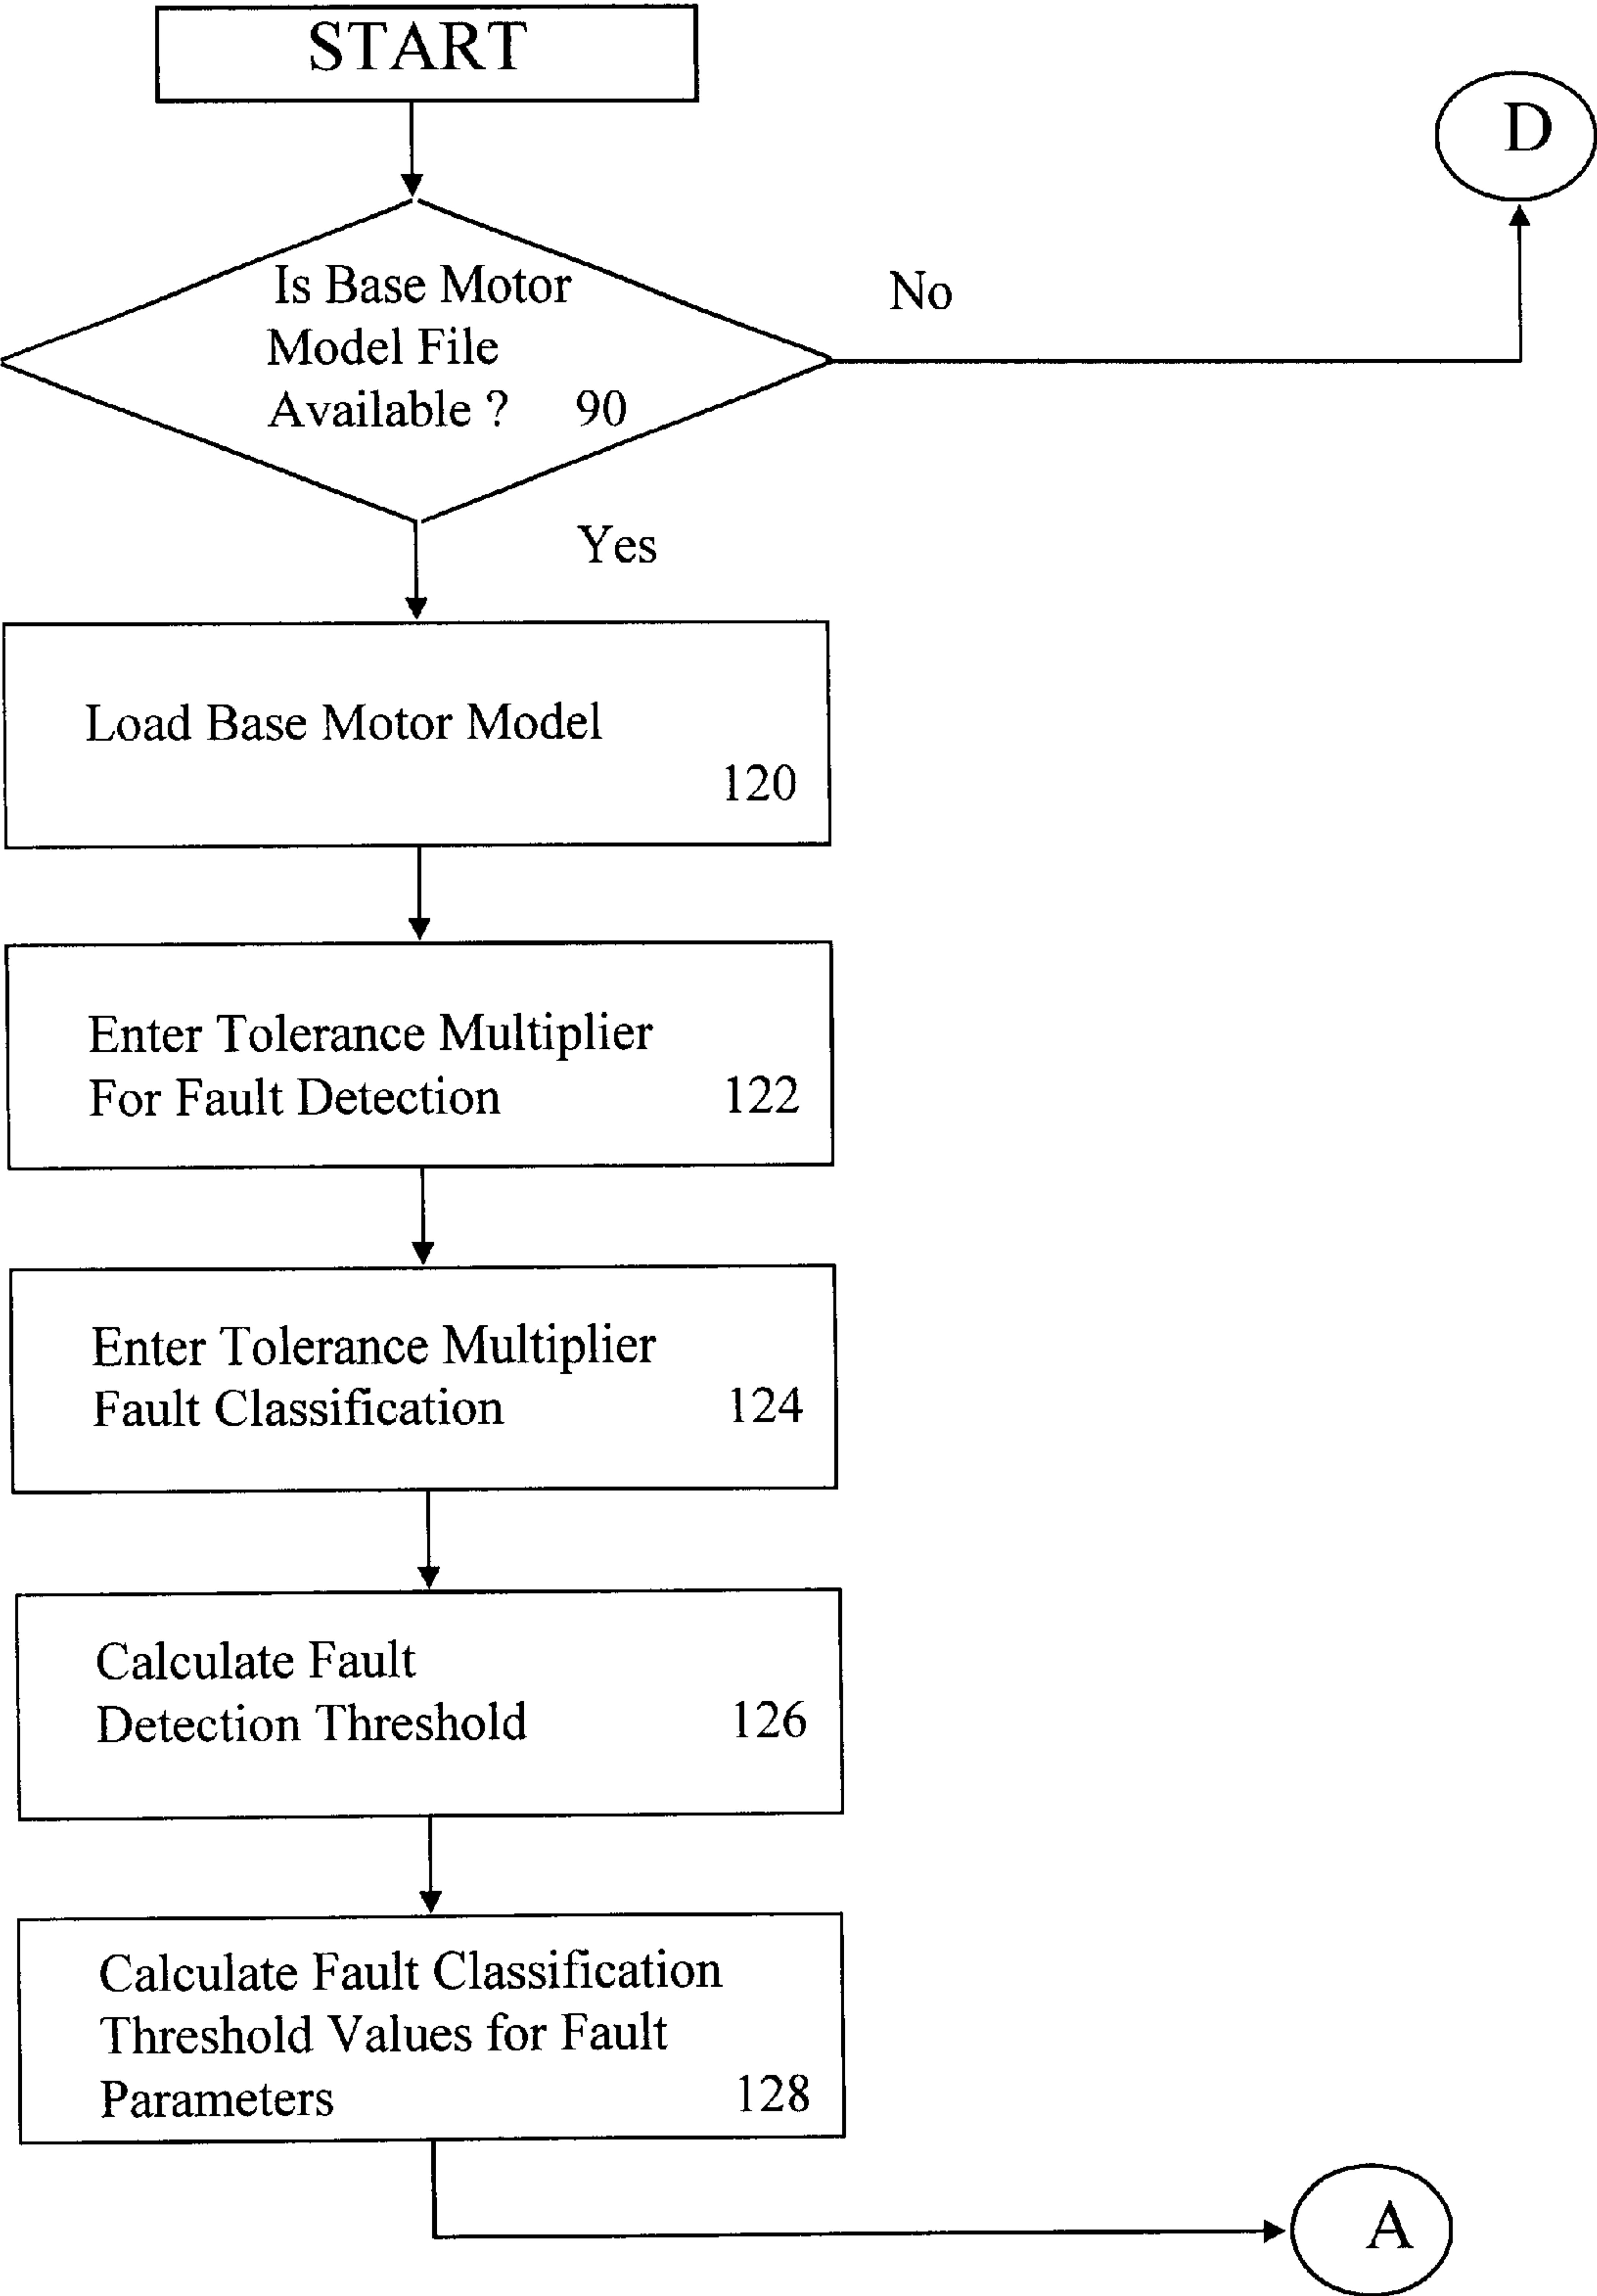 START
D
Is Base Motor
Model File
Available ? 90
No
Yes
Load Base Motor Model
120
Enter Tolerance Multiplier
For Fault Detection 122
Enter Tolerance Multiplier
Fault Classification 124
Calculate Fault
Detection Threshold 126
Calculate Fault Classification
Threshold Values for Fault
Parameters 128
A